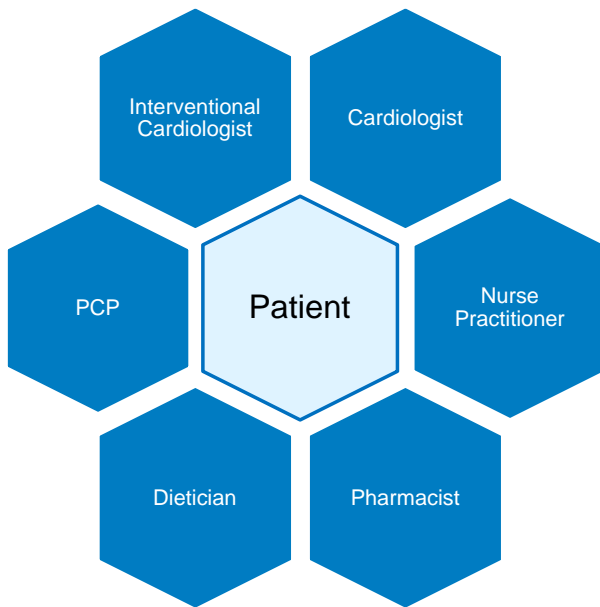 Interventional
Cardiologist
Cardiologist
PCP
Patient
Nurse
Practitioner
Dietician
Pharmacist